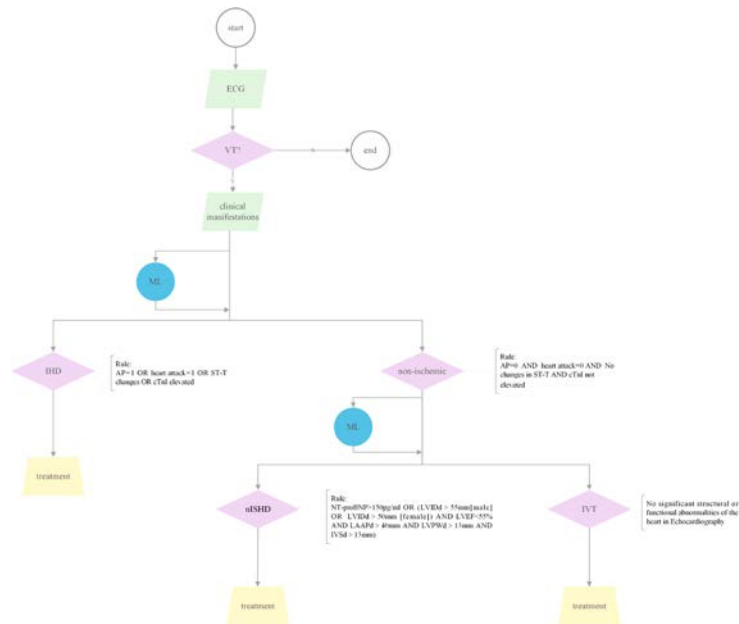 start
ECG
VT?
end
clinical
manifestations
ML
IHD
Rule:
AP=1 OR heart attack=1 OR ST-T
changes OR cTnI elevated
non-ischemic
Rule:
AP=0 AND heart attack=0 AND No
changes in ST-T AND cTnI not
elevated
ML
treatment
nISHD
Rule:
NT-proBNP>150pg/ml OR (LVIDd > 55mm[male]
OR LVIDd > 50mm [female]) AND LVEF<55%
AND LAAPd > 40mm AND LVPWd > 13mm AND
IVSd > 13mm)
IVT
No significant structural or
functional abnormalities of the
heart in Echocardiography
treatment
treatment